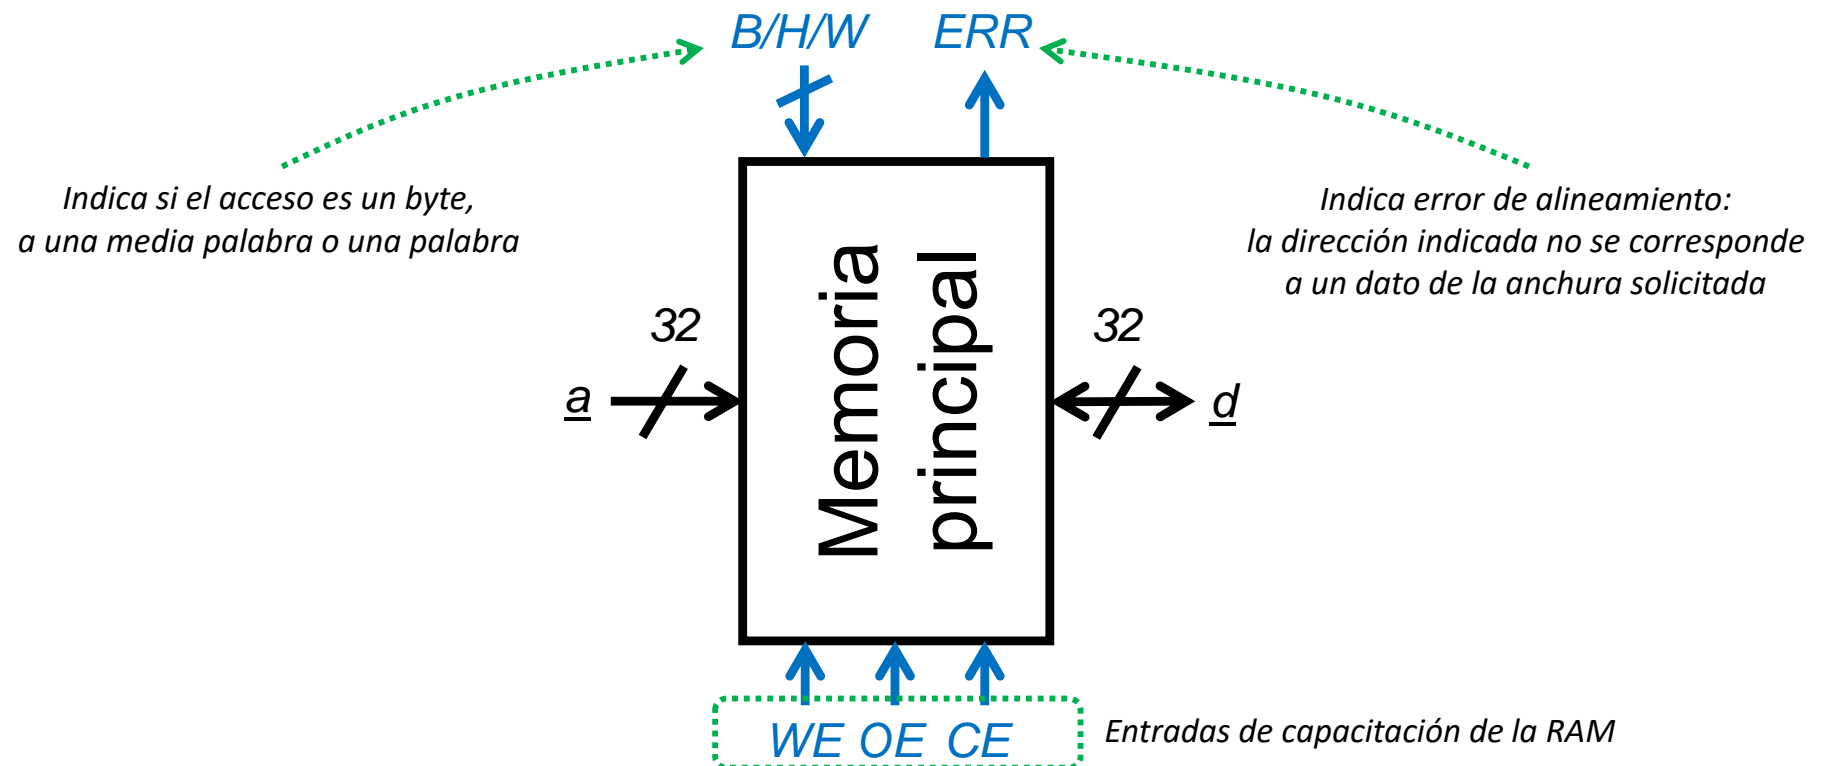 B/H/W
ERR
Indica si el acceso es un byte,
a una media palabra o una palabra
Indica error de alineamiento:
la dirección indicada no se corresponde
a un dato de la anchura solicitada
32
32
a
d
Memoria
principal
WE OE CE
Entradas de capacitación de la RAM